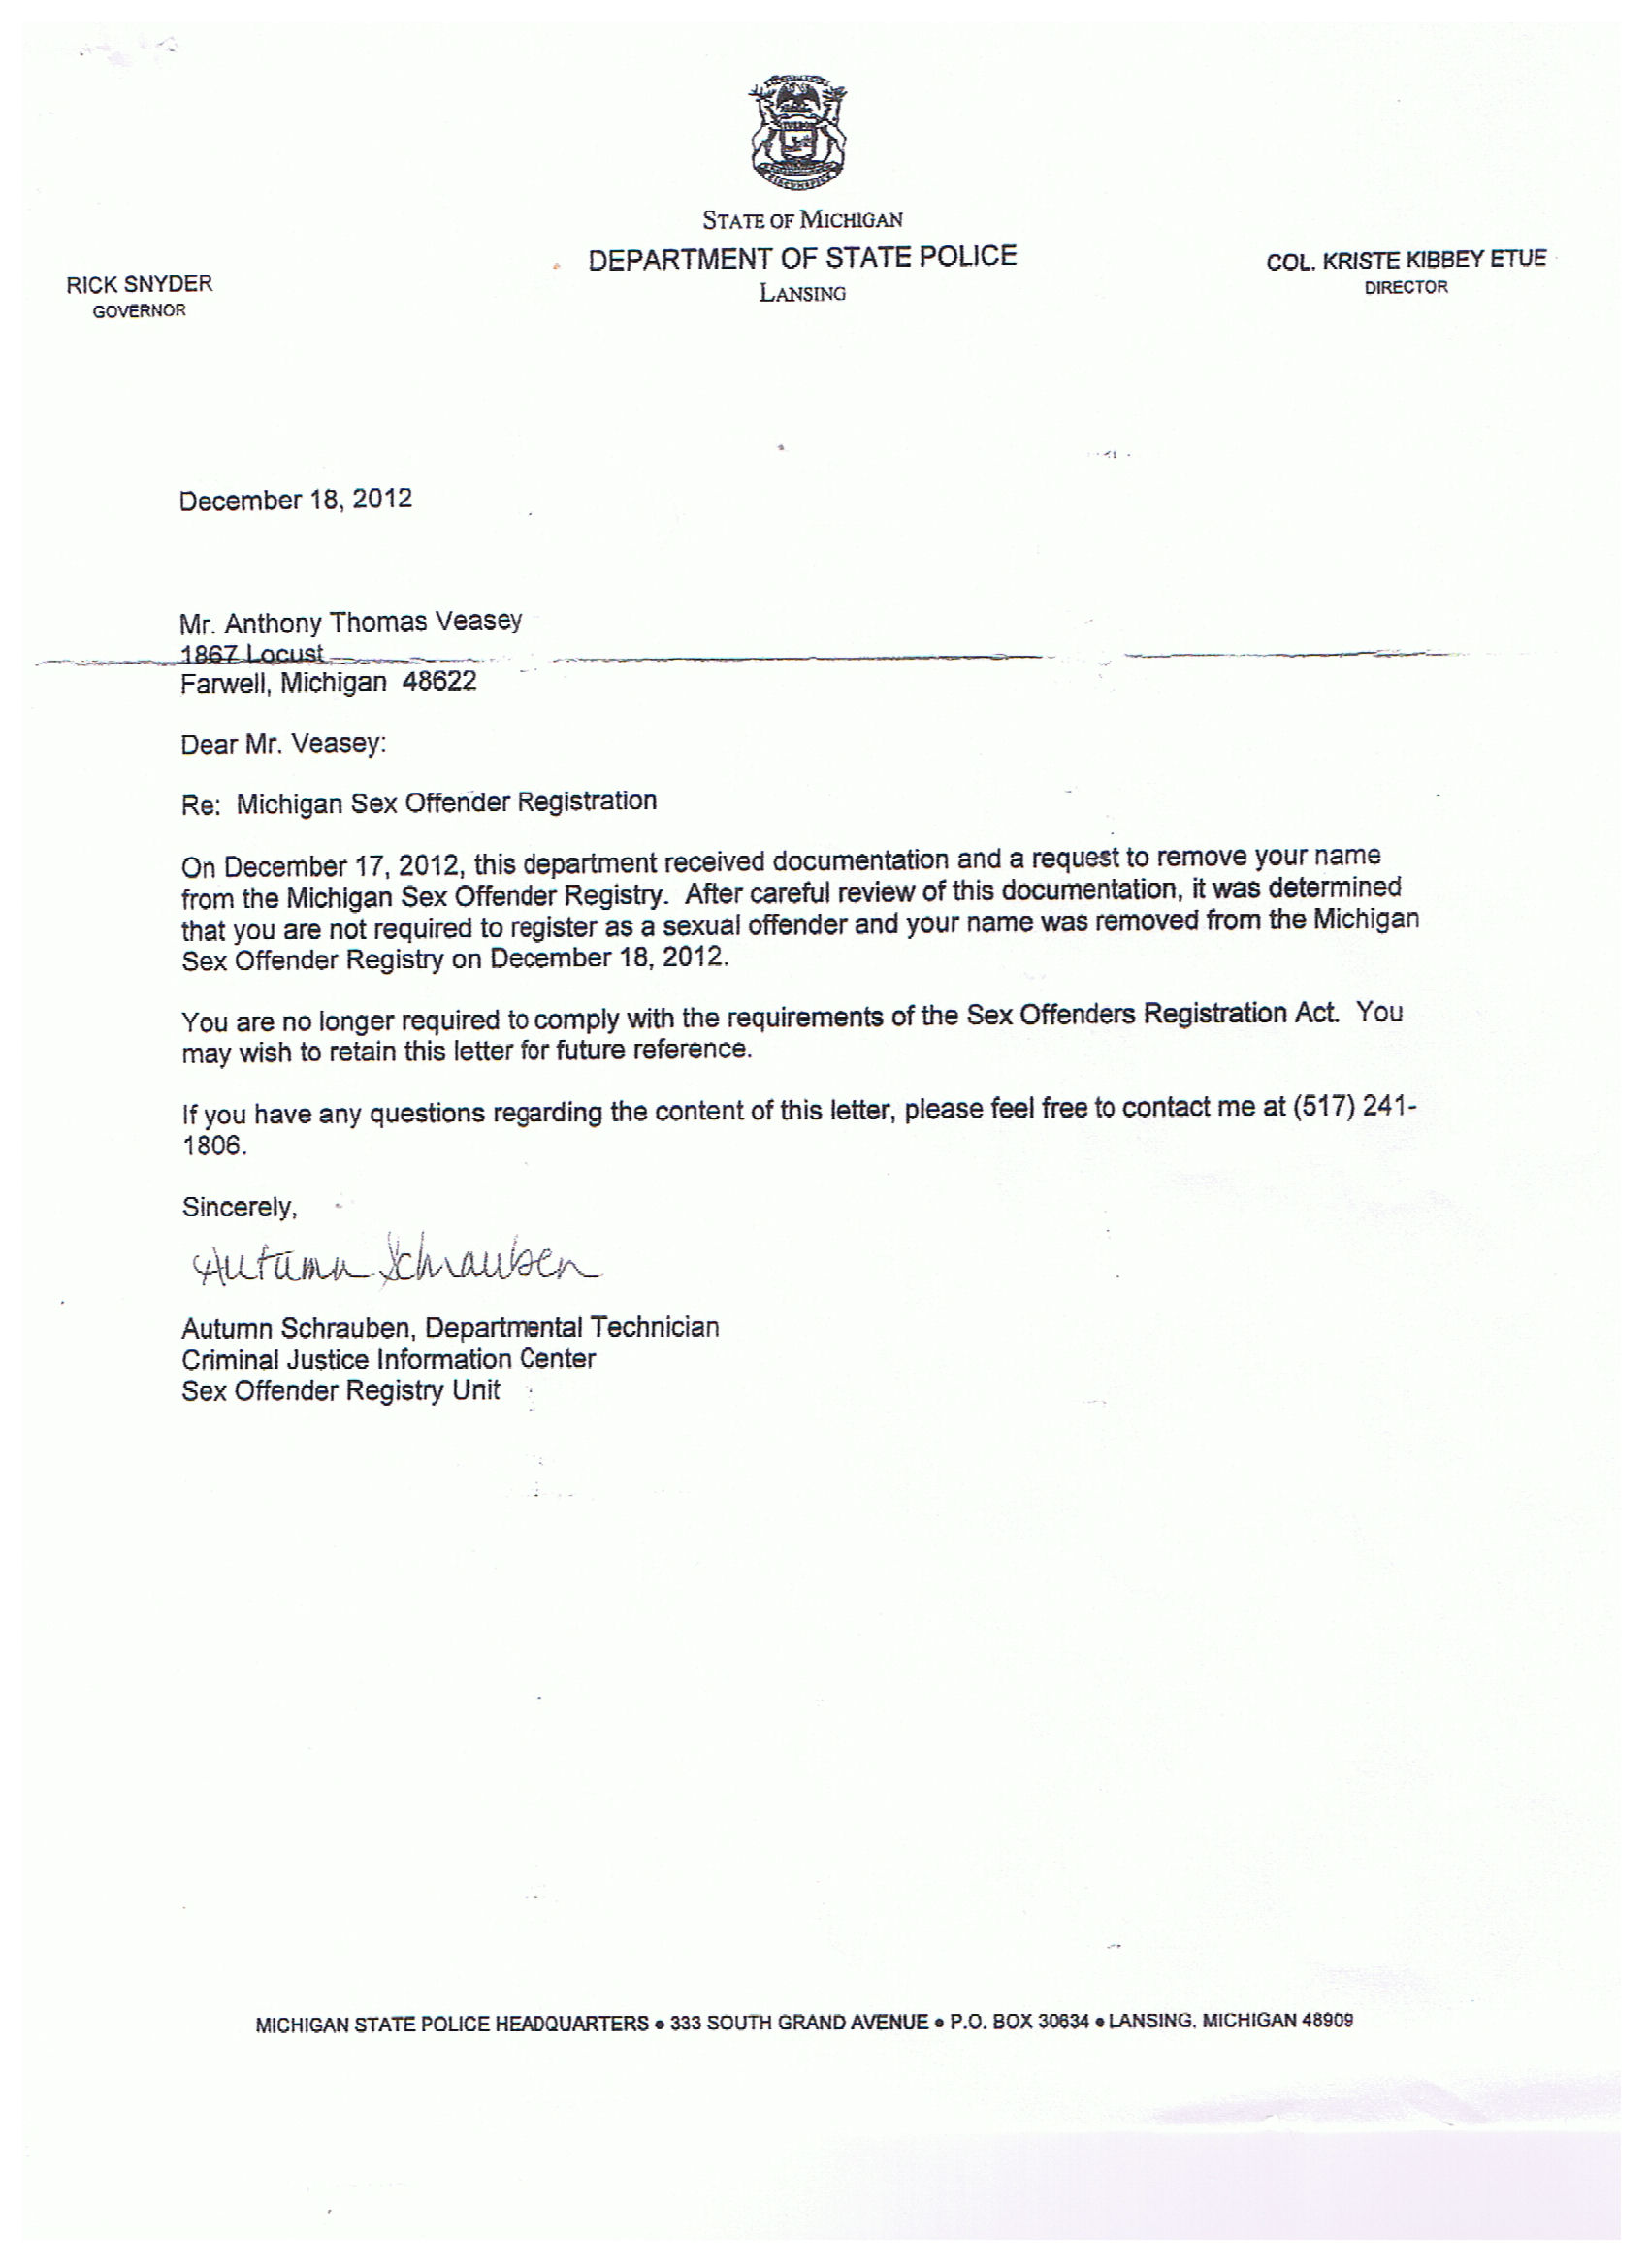 STATE OF MICHIGAN
DEPARTMENT OF STATE POLICE
LANSING
RICK SNYDER
GOVERNOR
COL. KRISTE KIBBEY ETUE
DIRECTOR
December 18, 2012
Mr. Anthony Thomas Veasey
1867 Locust
Farwell, Michigan 48622
Dear Mr. Veasey:
Re: Michigan Sex Offender Registration
On December 17, 2012, this department received documentation and a request to remove your name
from the Michigan Sex Offender Registry. After careful review of this documentation, it was determined
that you are not required to register as a sexual offender and your name was removed from the Michigan
Sex Offender Registry on December 18, 2012.
You are no longer required to comply with the requirements of the Sex Offenders Registration Act. You
may wish to retain this letter for future reference.
If you have any questions regarding the content of this letter, please feel free to contact me at (517) 241-
1806.
Sincerely,
Autumn Schrauben
Autumn Schrauben, Departmental Technician
Criminal Justice Information Center
Sex Offender Registry Unit
MICHIGAN STATE POLICE HEADQUARTERS • 333 SOUTH GRAND AVENUE • P.O. BOX 30634 • LANSING, MICHIGAN 48909